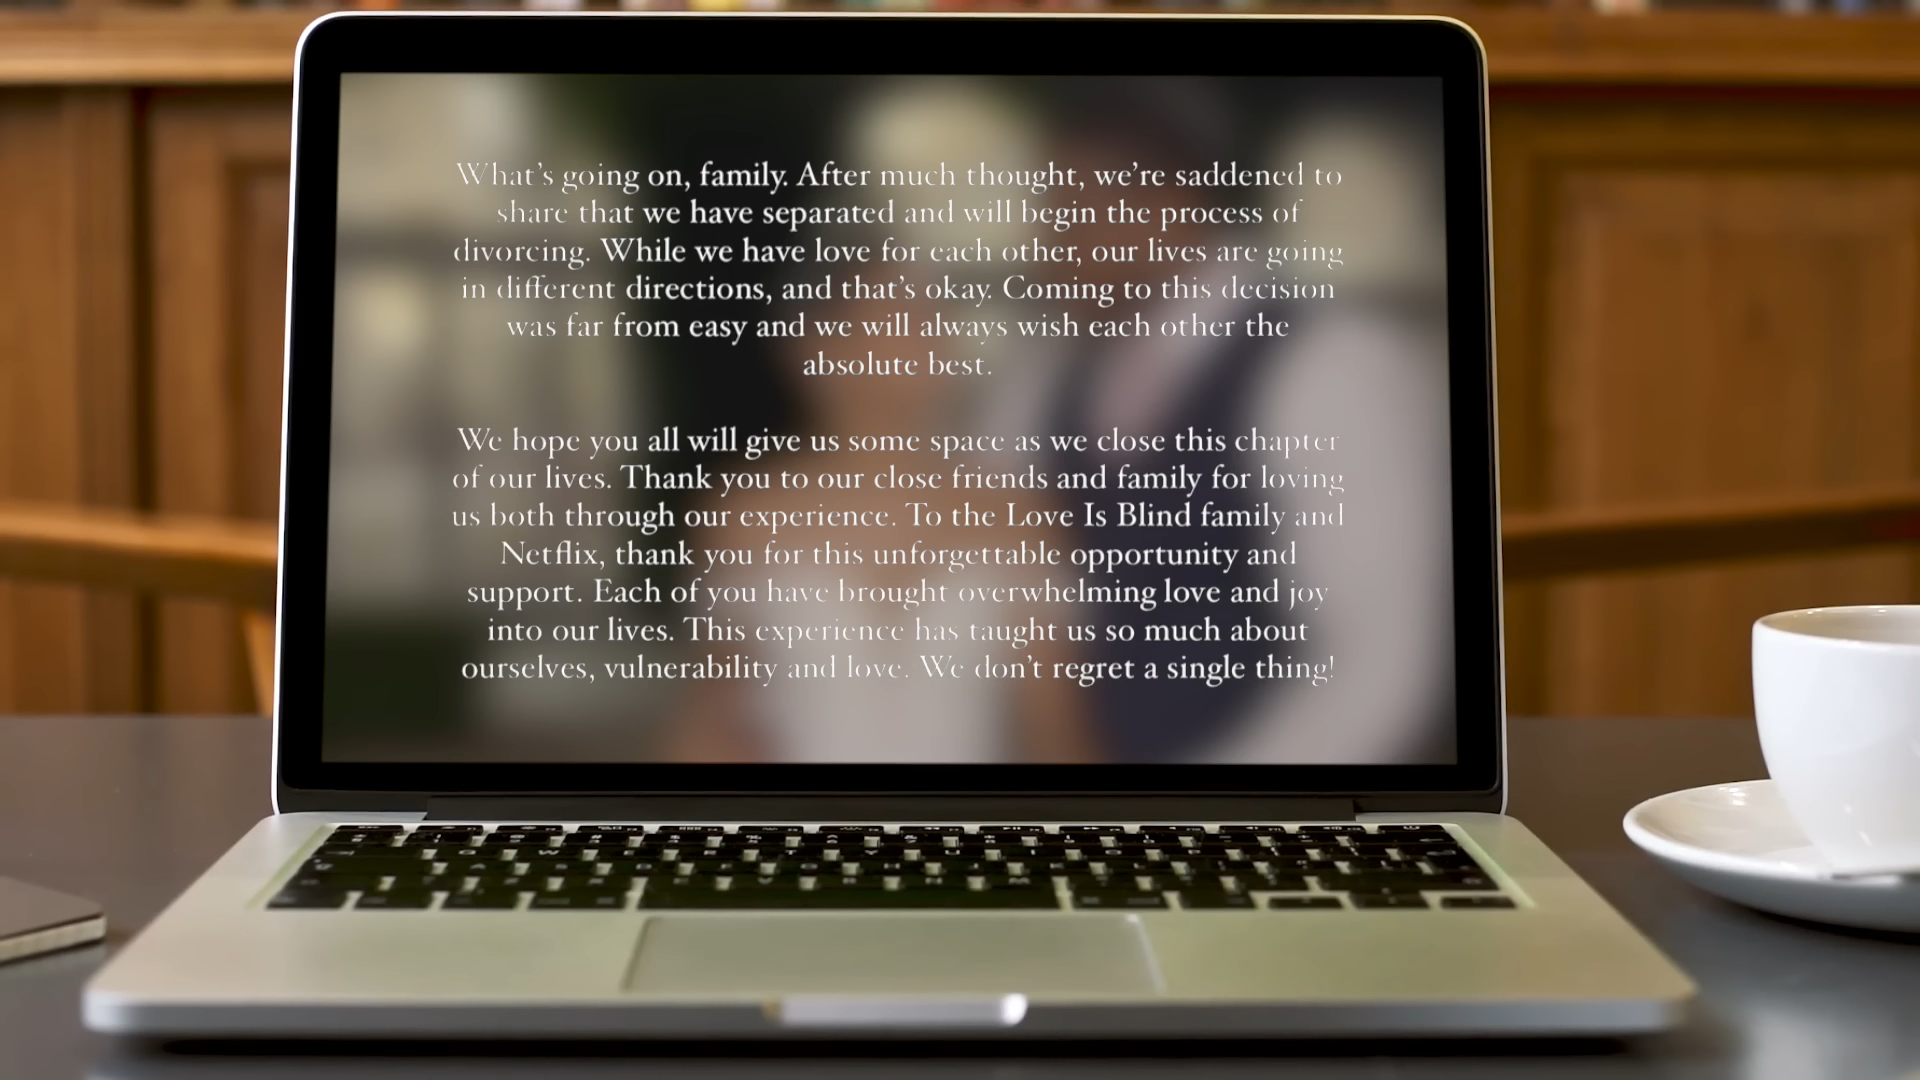 What's going on, family. After much thought, we're saddened to
share that we have separated and will begin the process of
divorcing. While we have love for each other, our lives are going
in different directions, and that's okay. Coming to this decision
was far from easy and we will always wish each other the
absolute best.
We hope you all will give us some space as we close this chapter
of our lives. Thank you to our close friends and family for loving
us both through our experience. To the Love Is Blind family and
Netflix, thank you for this unforgettable opportunity and
support. Each of you have brought overwhelming love and joy
into our lives. This experience has taught us so much about
ourselves, vulnerability and love. We don't regret a single thing!